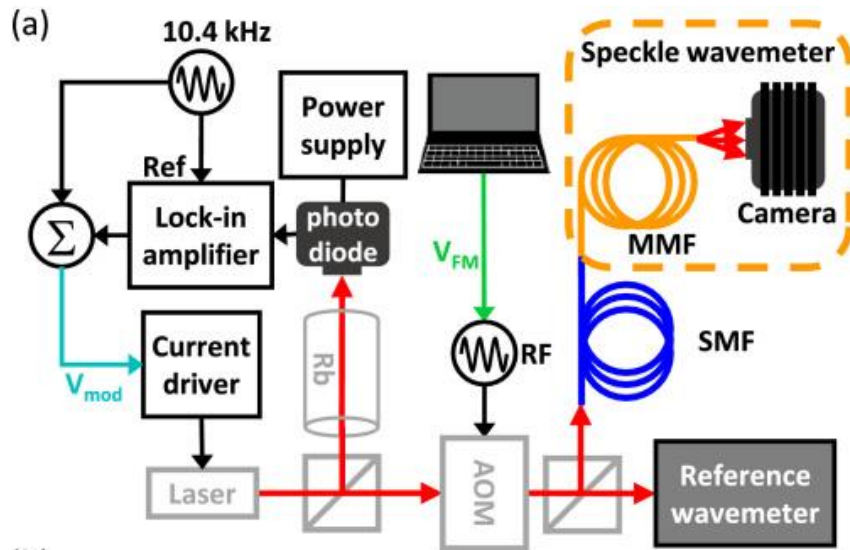 (a)
10.4 kHz
Speckle wavemeter
Power
supply
Ref
Lock-in
amplifier
photo
diode
Σ
Camera
MMF
V_FM
Current
driver
V_mod
Rb
RF
SMF
Laser
AOM
Reference
wavemeter